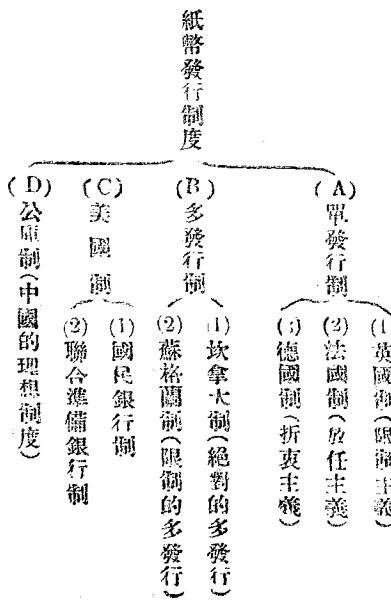 紙幣發行制度
(A) 單發行制
(1) 英國制(限制主義)
(2) 法國制(放任主義)
(3) 德國制(折衷主義)
(B) 多發行制
(1) 坎拿大制(絕對的多發行)
(2) 蘇格蘭制(限制的多發行)
(C) 美國制
(1) 國民銀行制
(2) 聯合準備銀行制
(D) 公庫制(中國的理想制度)